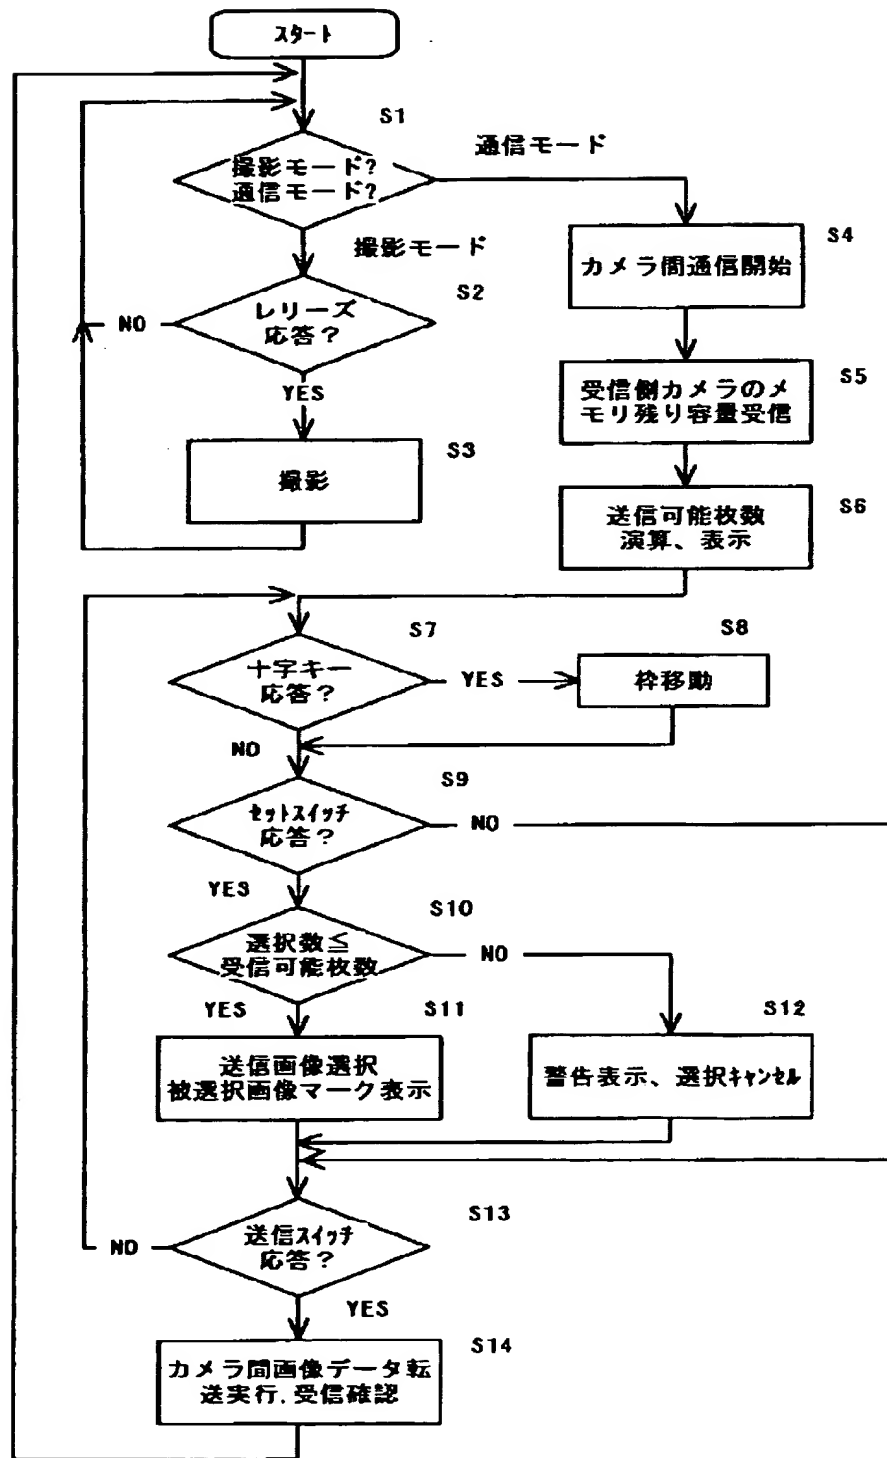 スタート
S1
撮影モード?
通信モード?
通信モード
撮影モード
S4
カメラ間通信開始
S2
レリーズ
応答?
NO
YES
S5
受信側カメラのメ
モリ残り容量受信
S3
撮影
S6
送信可能枚数
演算、表示
S7
十字キー
応答?
YES
S8
枠移動
NO
S9
セットスイッチ
応答?
NO
YES
S10
選択数≦
受信可能枚数
NO
YES
S11
送信画像選択
被選択画像マーク表示
S12
警告表示、選択キャンセル
S13
送信スイッチ
応答?
NO
YES
S14
カメラ間画像データ転
送実行,受信確認